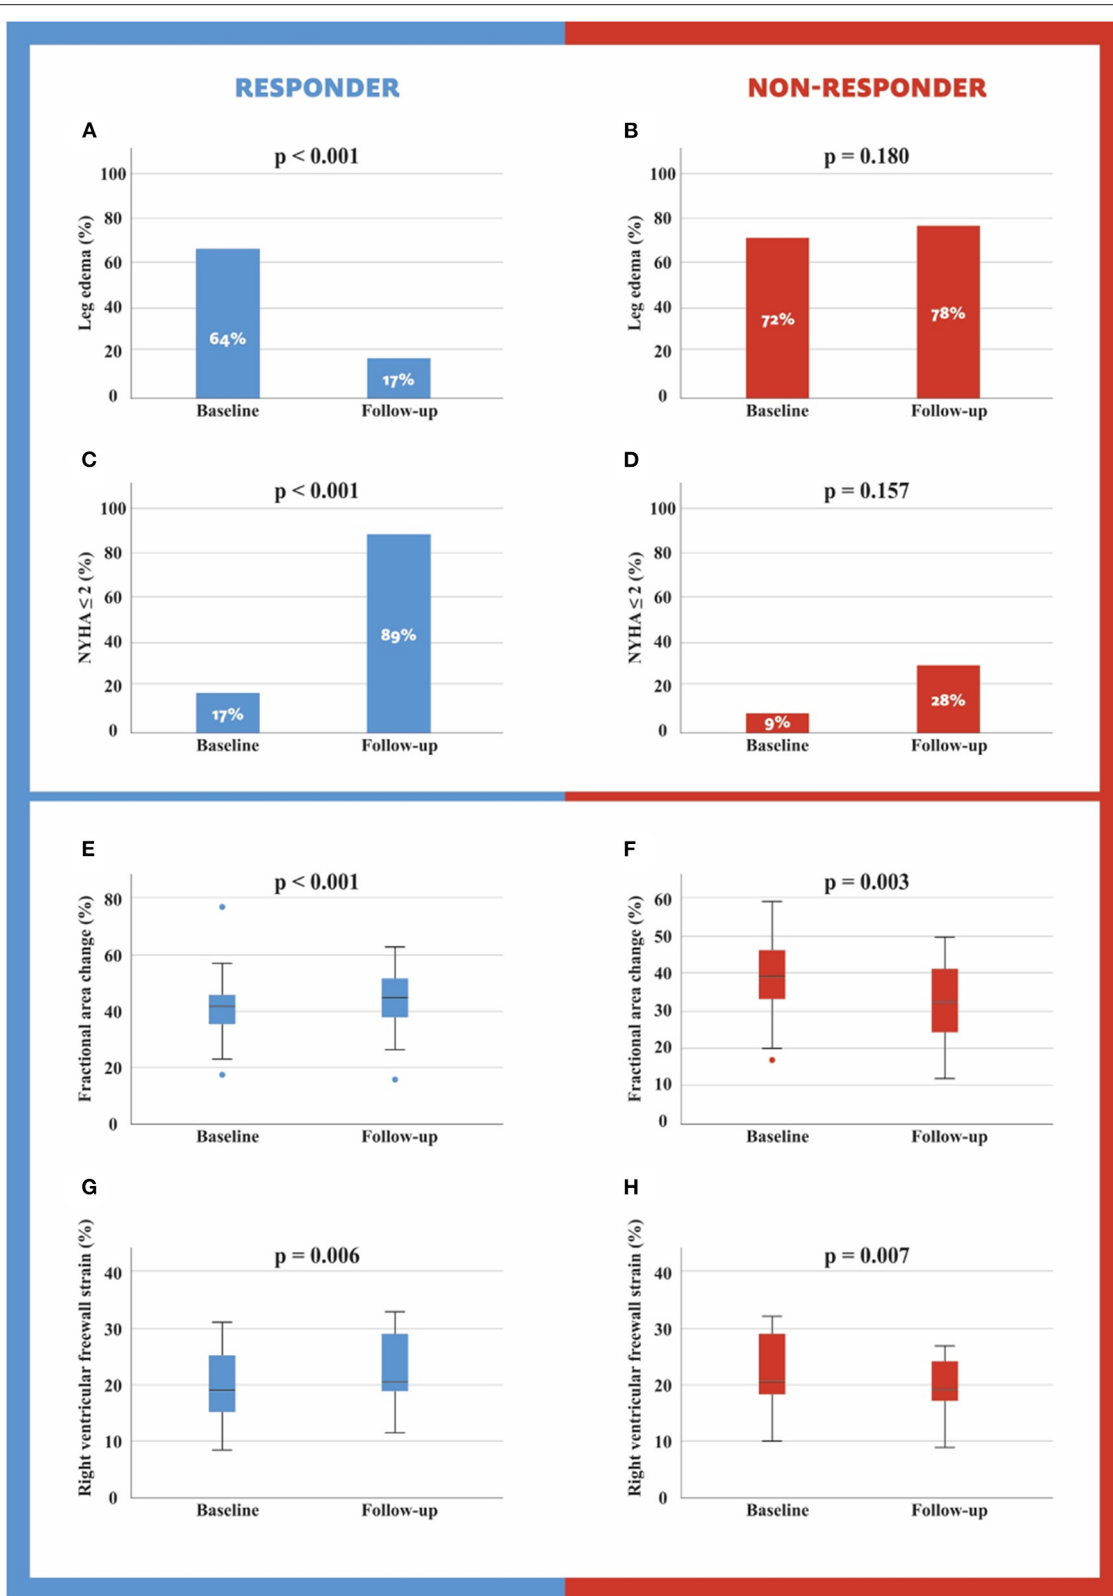 RESPONDER NON-RESPONDER
A B
p < 0.001 p = 0.180
Leg edema (%) Leg edema (%)
100 100
80 80
60 60
40 40
20 20
0 0
64% 17% 72% 78%
Baseline Follow-up Baseline Follow-up
C D
p < 0.001 p = 0.157
NYHA ≤ 2 (%) NYHA ≤ 2 (%)
100 100
80 80
60 60
40 40
20 20
0 0
17% 89% 9% 28%
Baseline Follow-up Baseline Follow-up
E F
p < 0.001 p = 0.003
Fractional area change (%) Fractional area change (%)
80 60
60 50
40 40
20 30
0 20
10
0
Baseline Follow-up Baseline Follow-up
G H
p = 0.006 p = 0.007
Right ventricular freewall strain (%) Right ventricular freewall strain (%)
40 40
30 30
20 20
10 10
0 0
Baseline Follow-up Baseline Follow-up